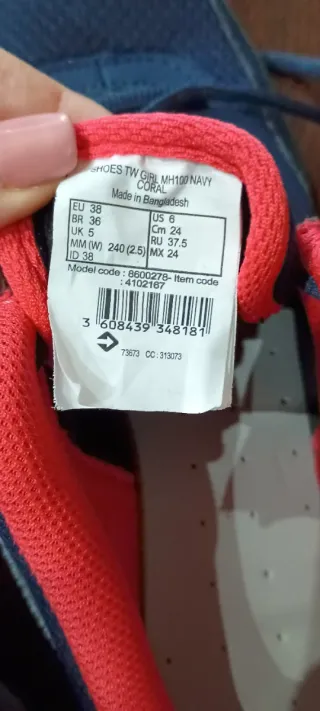 SHOES TW GIRL MH100 NAVY
CORAL
Made in Bangladesh
EU 38 US 6
BR 36 Cm 24
UK 5 RU 37.5
MM (W) 240 (2.5) MX 24
ID 38
Model code : 8600278- Item code
: 4102167
3 608439 348181
73673 CC : 313073